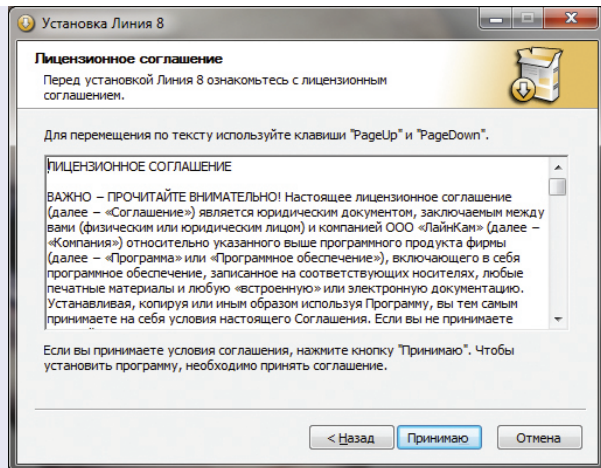 Установка Линия 8
Лицензионное соглашение
Перед установкой Линия 8 ознакомьтесь с лицензионным
соглашением.
Для перемещения по тексту используйте клавиши "PageUp" и "PageDown".
ЛИЦЕНЗИОННОЕ СОГЛАШЕНИЕ
ВАЖНО – ПРОЧИТАЙТЕ ВНИМАТЕЛЬНО! Настоящее лицензионное соглашение
(далее – «Соглашение») является юридическим документом, заключаемым между
вами (физическим или юридическим лицом) и компанией ООО «ЛайнКам» (далее –
«Компания») относительно указанного выше программного продукта фирмы
(далее – «Программа» или «Программное обеспечение»), включающего в себя
программное обеспечение, записанное на соответствующих носителях, любые
печатные материалы и любую «встроенную» или электронную документацию.
Устанавливая, копируя или иным образом используя Программу, вы тем самым
принимаете на себя условия настоящего Соглашения. Если вы не принимаете
Если вы принимаете условия соглашения, нажмите кнопку "Принимаю". Чтобы
установить программу, необходимо принять соглашение.
< Назад
Принимаю
Отмена